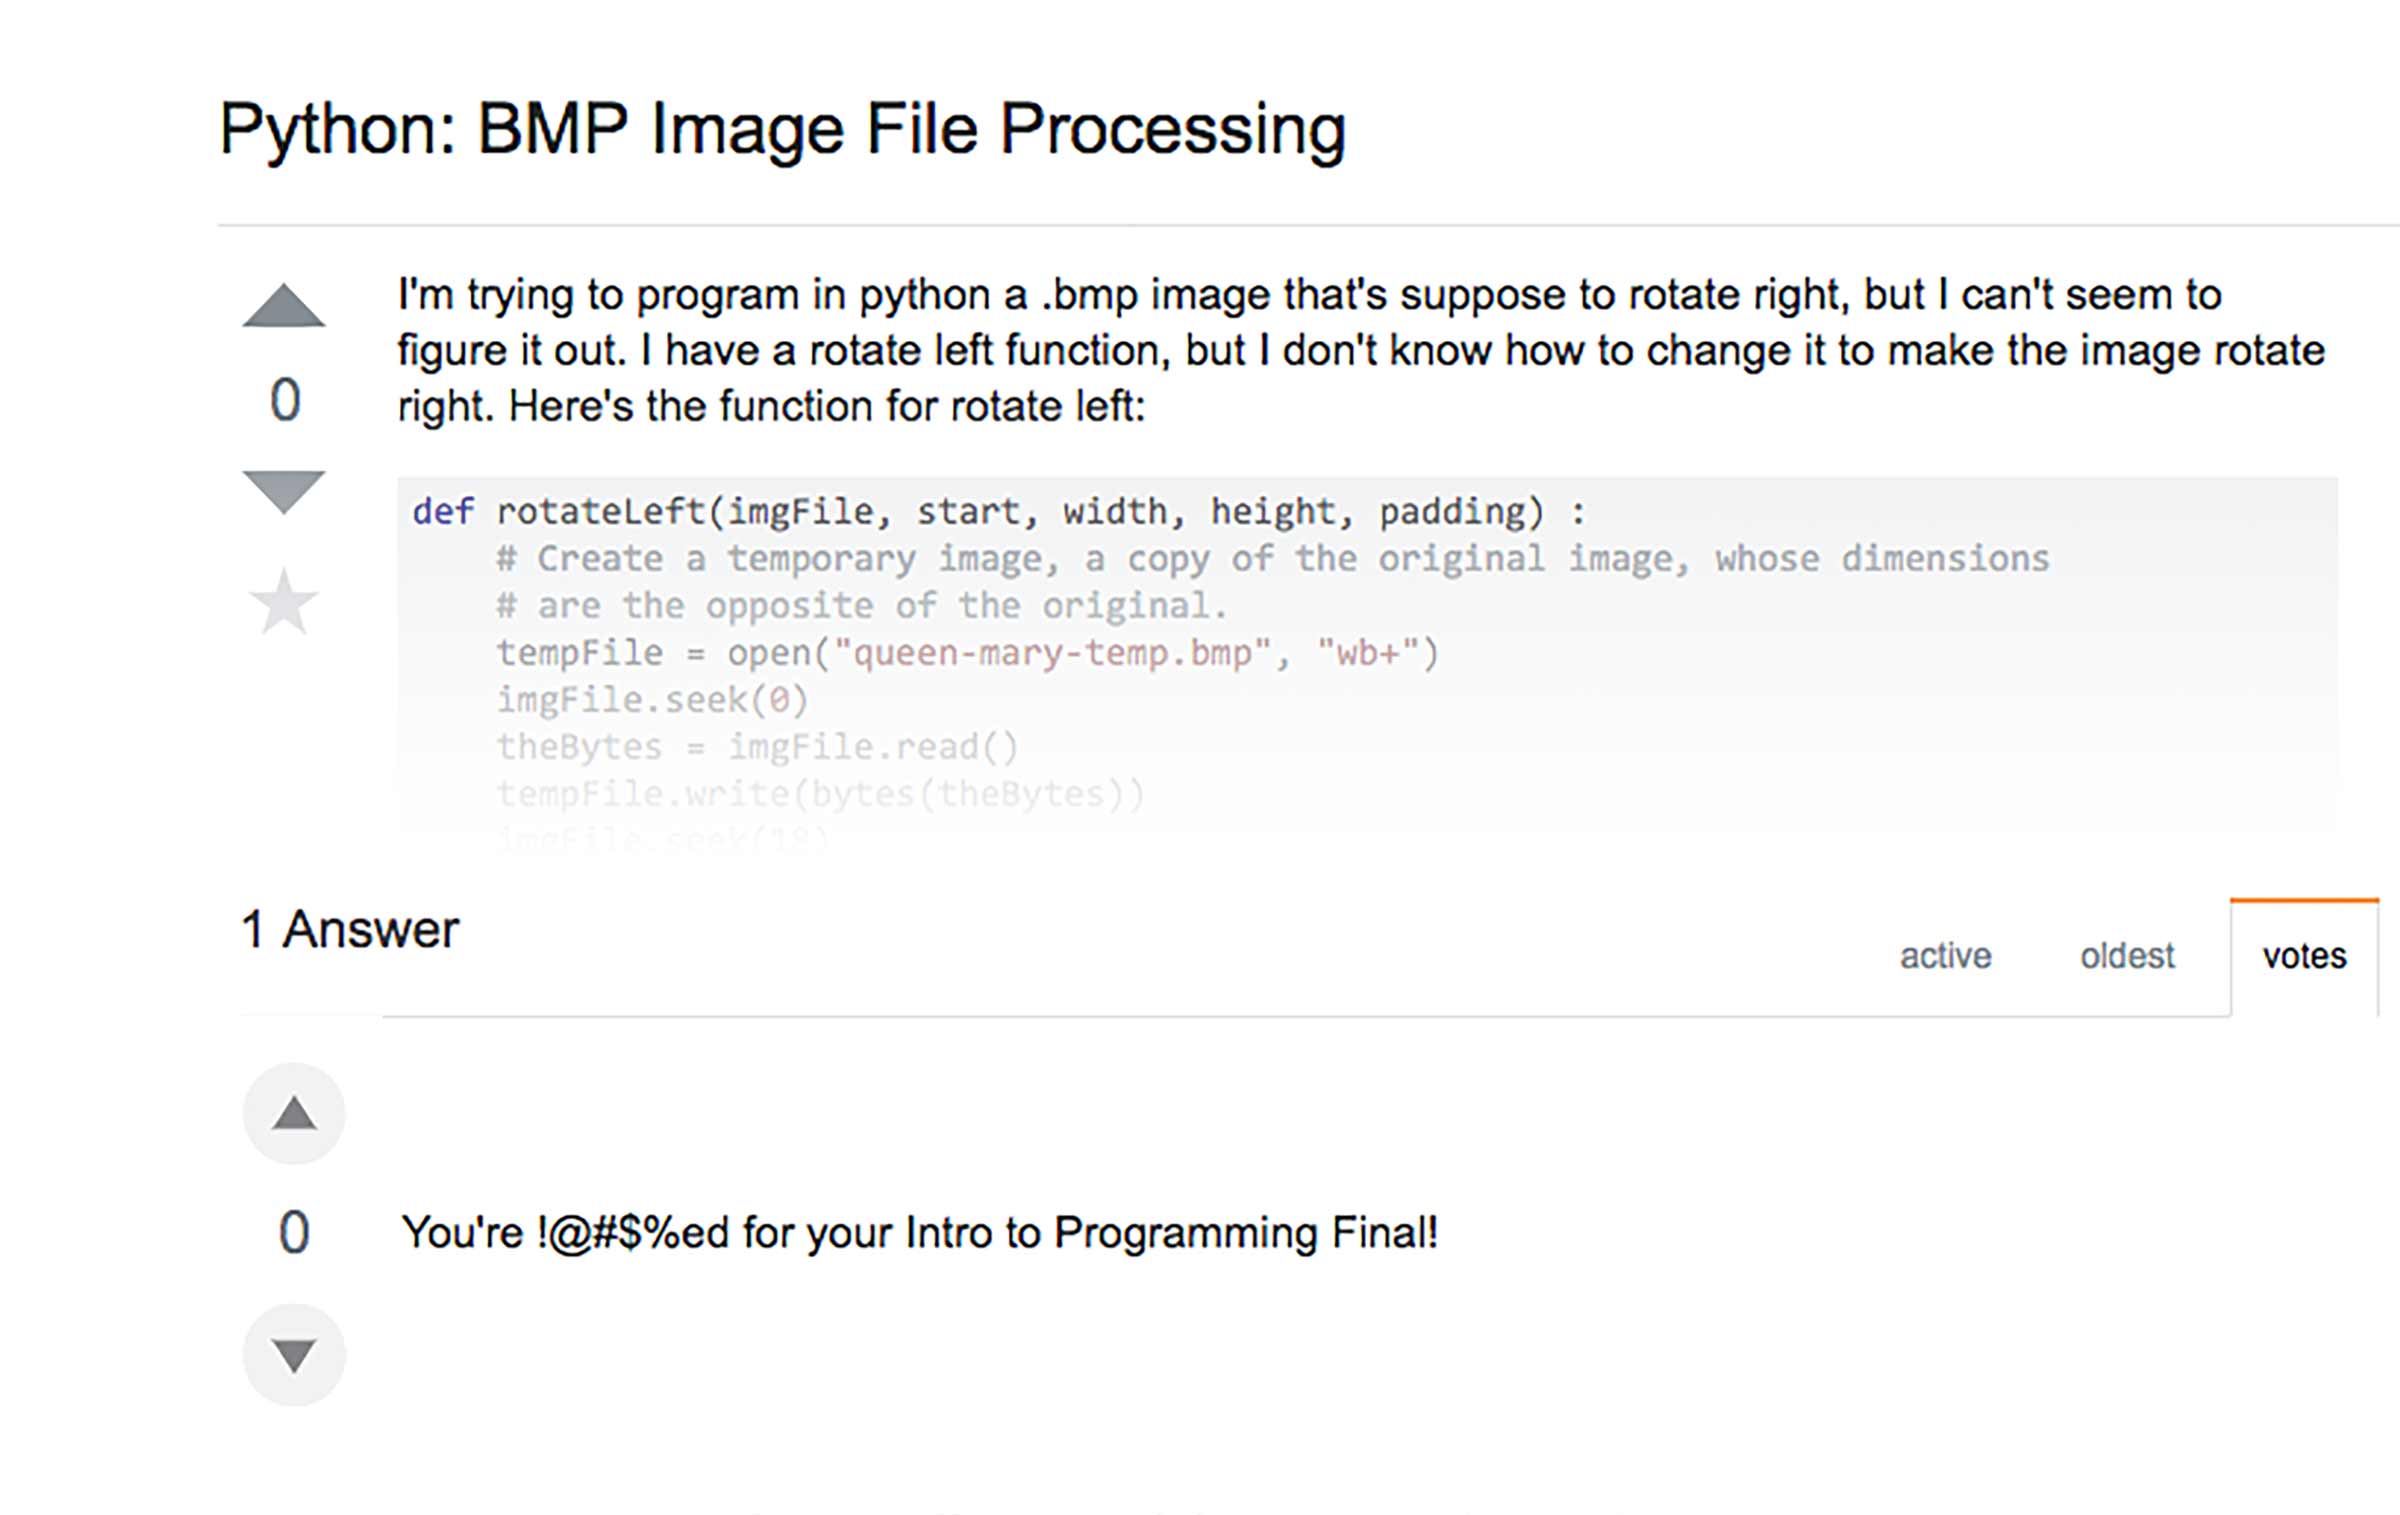 Python: BMP Image File Processing
I'm trying to program in python a .bmp image that's suppose to rotate right, but I can't seem to
figure it out. I have a rotate left function, but I don't know how to change it to make the image rotate
0
right. Here's the function for rotate left:
def rotateLeft(imgFile, start, width, height, padding) :
# Create a temporary image, a copy of the original image, whose dimensions
# are the opposite of the original.
tempFile = open("queen-mary-temp.bmp", "wb+")
imgFile.seek(0)
theBytes = imgFile.read()
tempFile.write(bytes(theBytes))
imgFile.seek(18)
1 Answer
active oldest votes
0
You're !@#$%ed for your Intro to Programming Final!